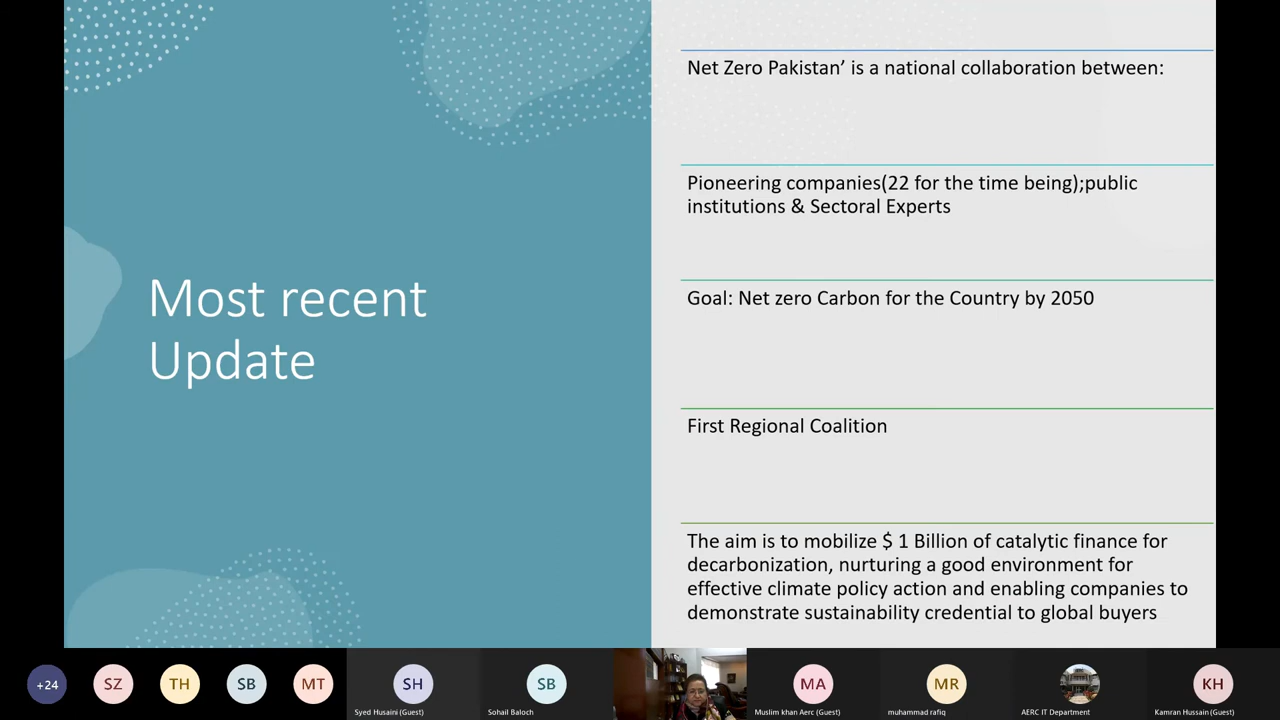 Most recent
Update
Net Zero Pakistan’ is a national collaboration between:
Pioneering companies(22 for the time being);public
institutions & Sectoral Experts
Goal: Net zero Carbon for the Country by 2050
First Regional Coalition
The aim is to mobilize $ 1 Billion of catalytic finance for
decarbonization, nurturing a good environment for
effective climate policy action and enabling companies to
demonstrate sustainability credential to global buyers
+24
SZ
TH
SB
MT
SH
Syed Husaini (Guest)
SB
Sohail Baloch
MA
Muslim khan Aerc (Guest)
MR
muhammad rafiq
AERC IT Department
KH
Kamran Hussain (Guest)